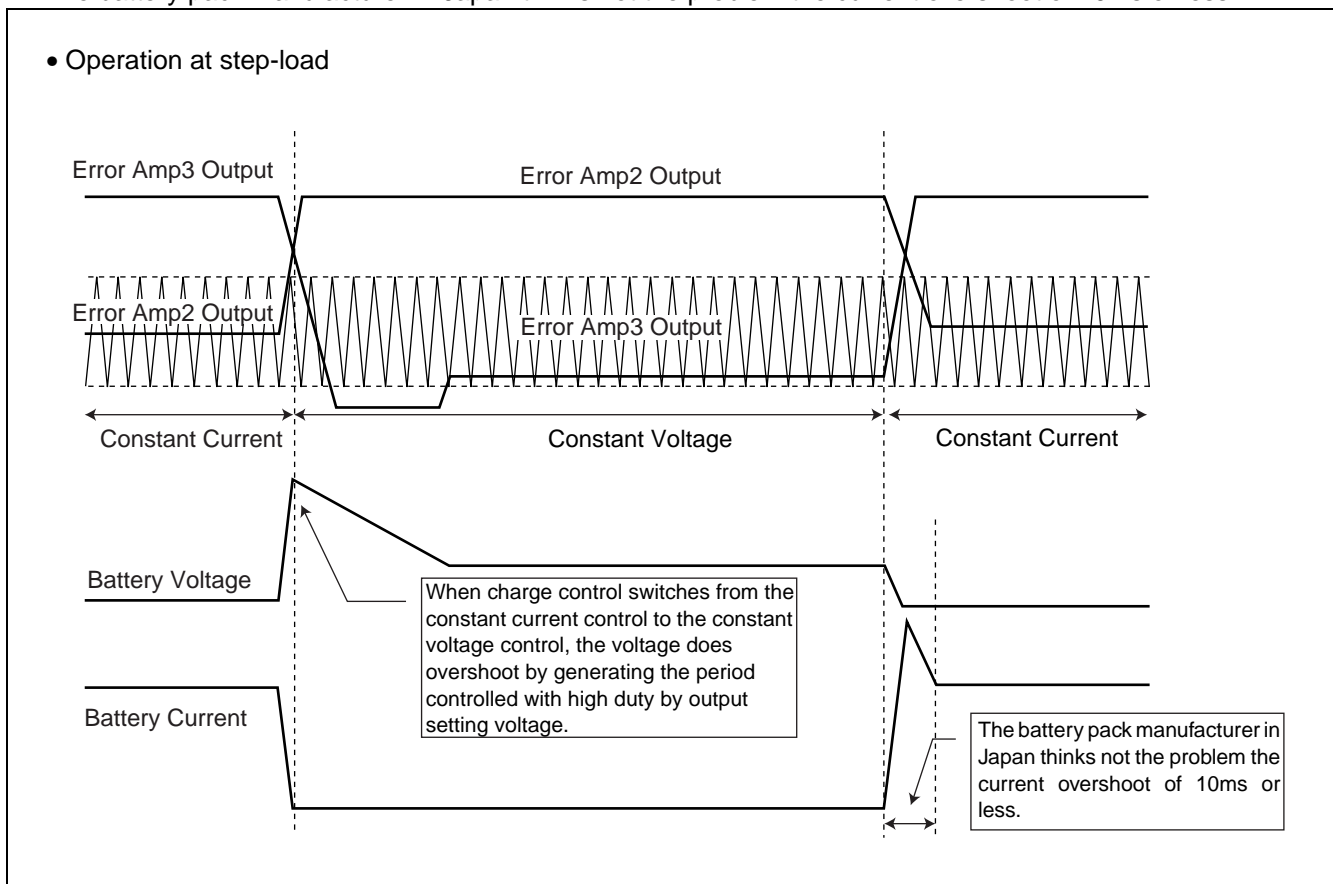 • Operation at step-load
Error Amp3 Output
Error Amp2 Output
Error Amp2 Output
Error Amp3 Output
Constant Current
Constant Voltage
Constant Current
Battery Voltage
When charge control switches from the
constant current control to the constant
voltage control, the voltage does
overshoot by generating the period
controlled with high duty by output
setting voltage.
Battery Current
The battery pack manufacturer in
Japan thinks not the problem the
current overshoot of 10ms or
less.